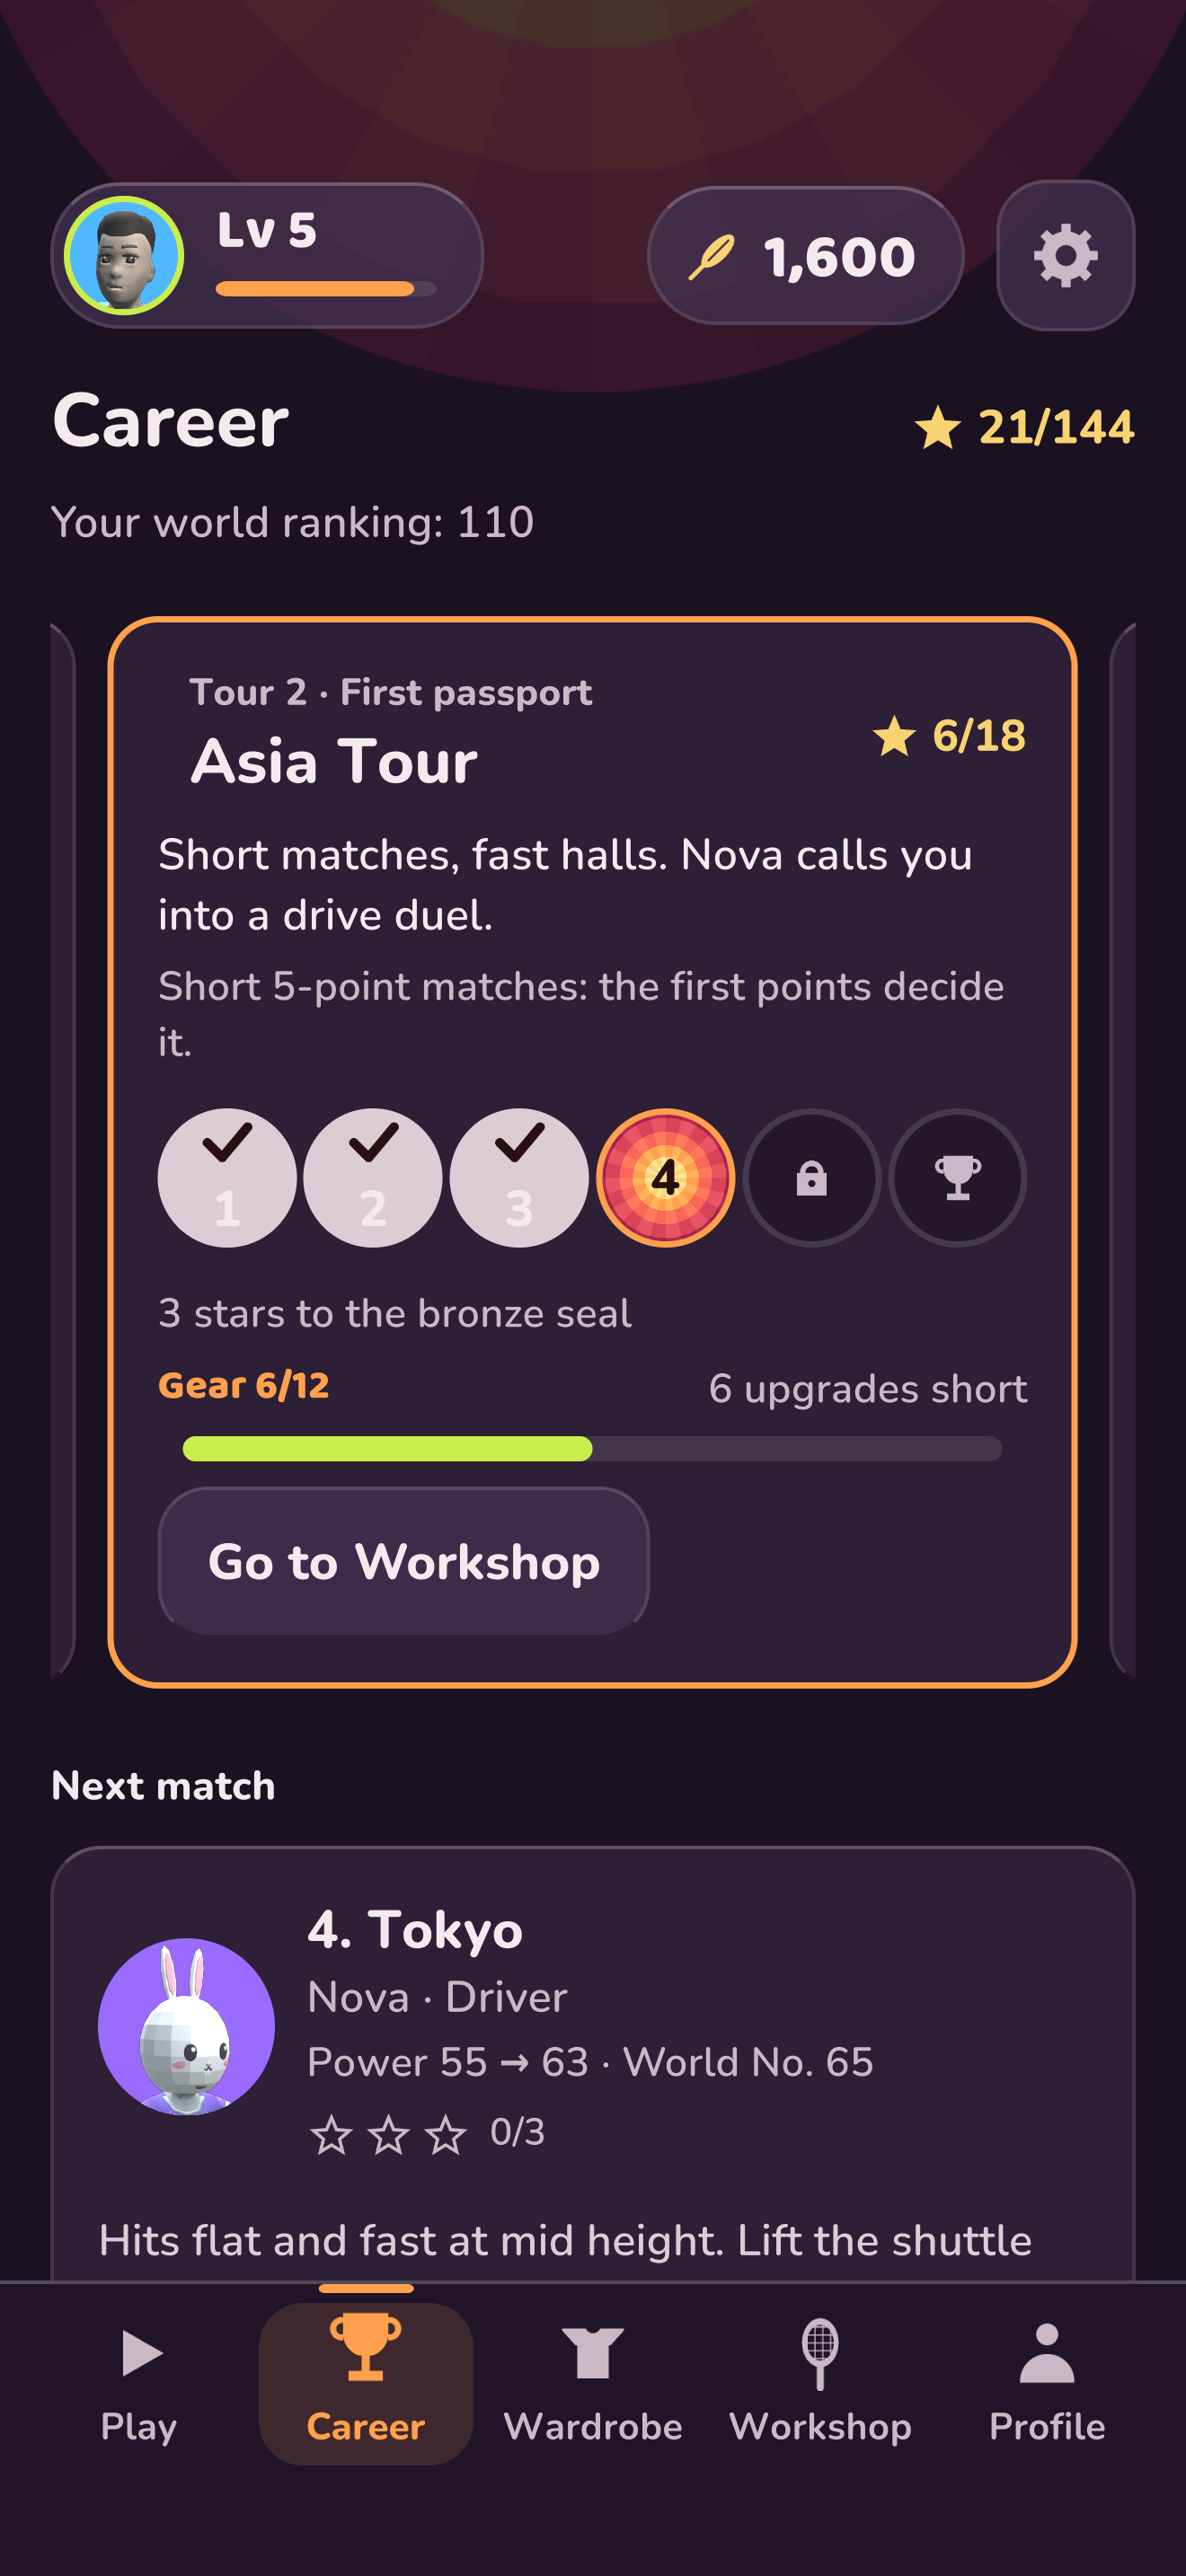 Lv 5
1,600
Career
21/144
Your world ranking: 110
Tour 2 · First passport
Asia Tour
6/18
Short matches, fast halls. Nova calls you
into a drive duel.
Short 5-point matches: the first points decide
it.
1 2 3 4
3 stars to the bronze seal
Gear 6/12
6 upgrades short
Go to Workshop
Next match
4. Tokyo
Nova · Driver
Power 55 → 63 · World No. 65
0/3
Hits flat and fast at mid height. Lift the shuttle
Play
Career
Wardrobe
Workshop
Profile